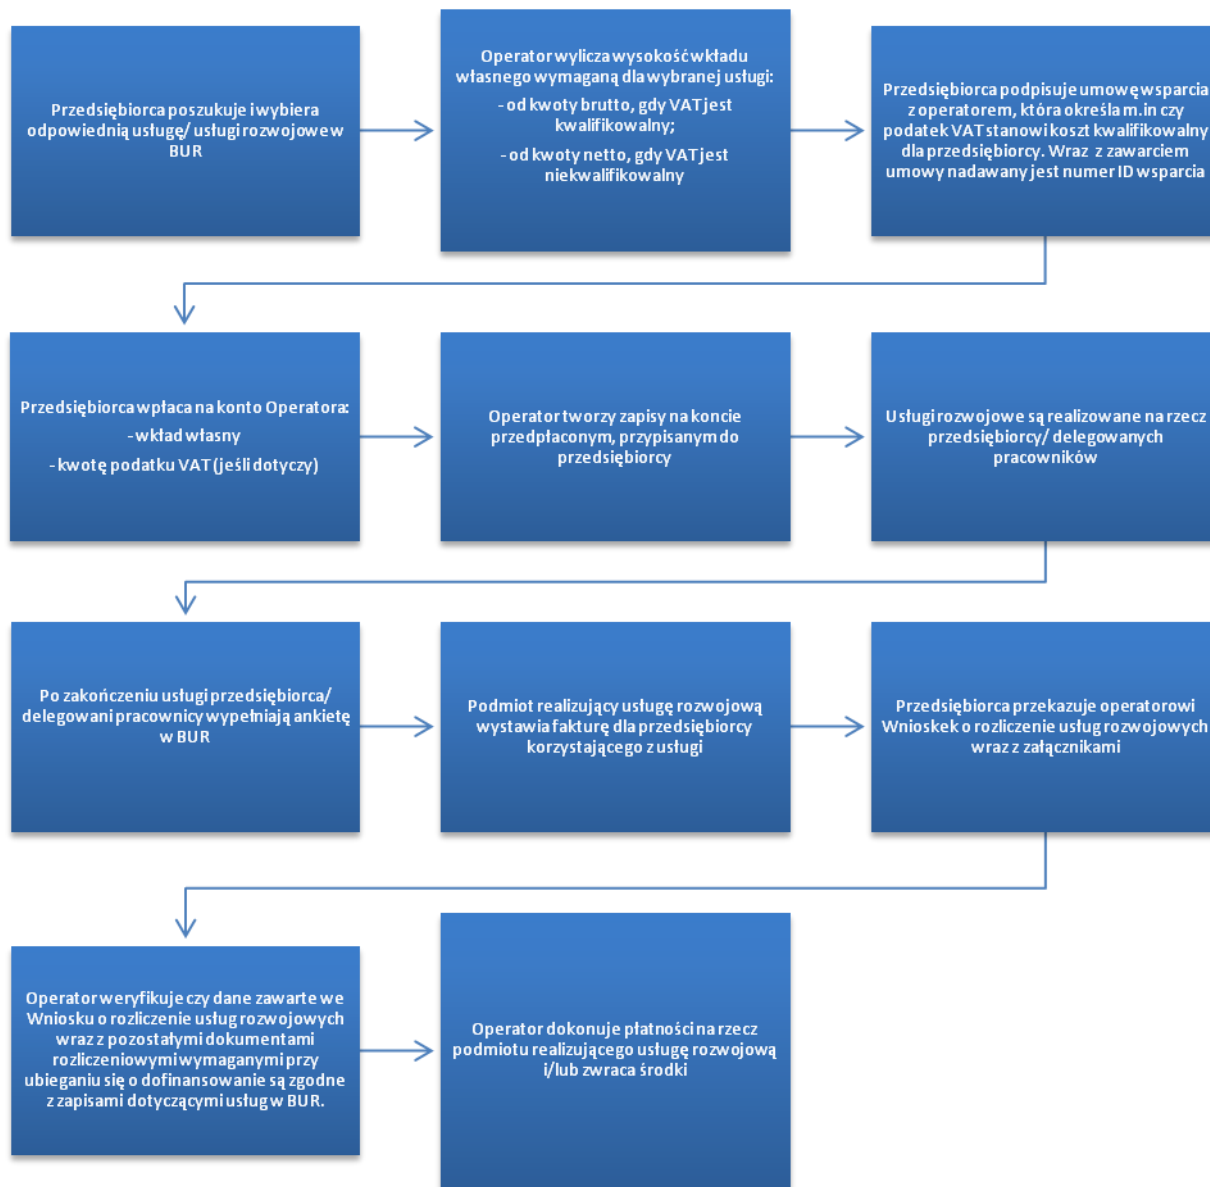 Przedsiębiorca poszukuje i wybiera
odpowiednią usługę/ usługi rozwojowe w
BUR
Operator wylicza wysokość wkładu
własnego wymaganą dla wybranej usługi:
- od kwoty brutto, gdy VAT jest
kwalifikowalny;
- od kwoty netto, gdy VAT jest
niekwalifikowalny
Przedsiębiorca podpisuje umowę wsparcia
z operatorem, która określa m.in czy
podatek VAT stanowi koszt kwalifikowalny
dla przedsiębiorcy. Wraz z zawarciem
umowy nadawany jest numer ID wsparcia
Przedsiębiorca wpłaca na konto Operatora:
- wkład własny
- kwotę podatku VAT (jeśli dotyczy)
Operator tworzy zapisy na koncie
przedpłaconym, przypisanym do
przedsiębiorcy
Usługi rozwojowe są realizowane na rzecz
przedsiębiorcy/ delegowanych
pracowników
Po zakończeniu usługi przedsiębiorca/
delegowani pracownicy wypełniają ankietę
w BUR
Podmiot realizujący usługę rozwojową
wystawia fakturę dla przedsiębiorcy
korzystającego z usługi
Przedsiębiorca przekazuje operatorowi
Wnioskek o rozliczenie usług rozwojowych
wraz z załącznikami
Operator weryfikuje czy dane zawarte we
Wniosku o rozliczenie usług rozwojowych
wraz z pozostałymi dokumentami
rozliczeniowymi wymaganymi przy
ubieganiu się o dofinansowanie są zgodne
z zapisami dotyczącymi usług w BUR.
Operator dokonuje płatności na rzecz
podmiotu realizującego usługę rozwojową
i/lub zwraca środki